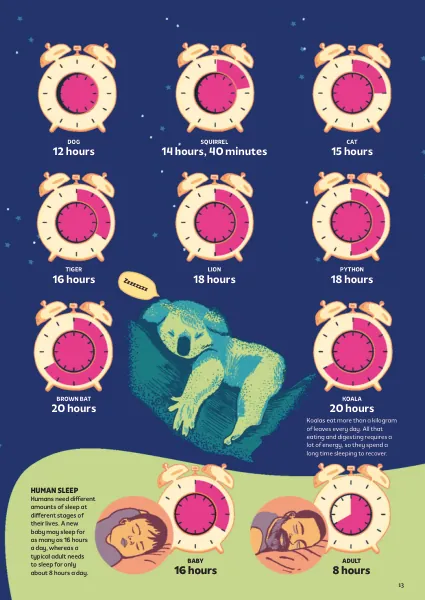 DOG
12 hours
SQUIRREL
14 hours, 40 minutes
CAT
15 hours
TIGER
16 hours
LION
18 hours
PYTHON
18 hours
Zzzzzzzz
BROWN BAT
20 hours
KOALA
20 hours
Koalas eat more than a kilogram
of leaves every day. All that
eating and digesting requires a
lot of energy, so they spend a
long time sleeping to recover.
HUMAN SLEEP
Humans need different
amounts of sleep at
different stages of
their lives. A new
baby may sleep for
as many as 16 hours
a day, whereas a
typical adult needs
to sleep for only
about 8 hours a day.
BABY
16 hours
ADULT
8 hours
13